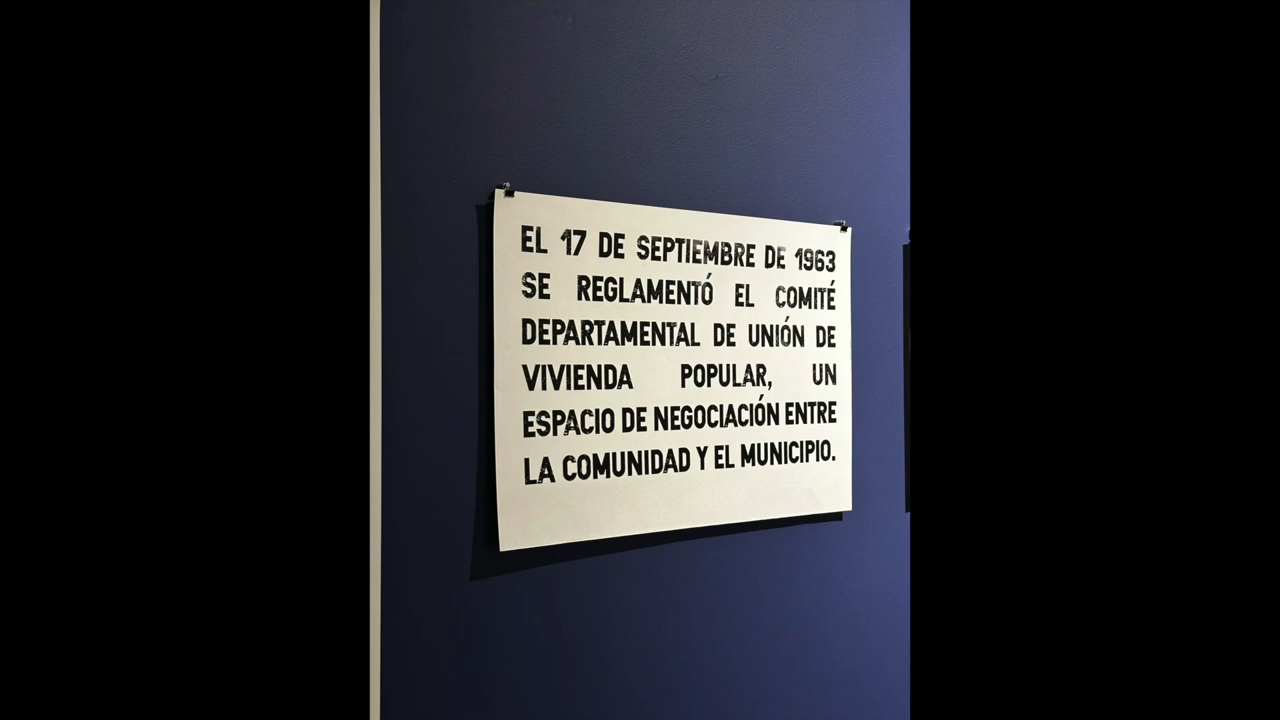 EL 17 DE SEPTIEMBRE DE 1963
SE REGLAMENTÓ EL COMITÉ
DEPARTAMENTAL DE UNIÓN DE
VIVIENDA POPULAR, UN
ESPACIO DE NEGOCIACIÓN ENTRE
LA COMUNIDAD Y EL MUNICIPIO.